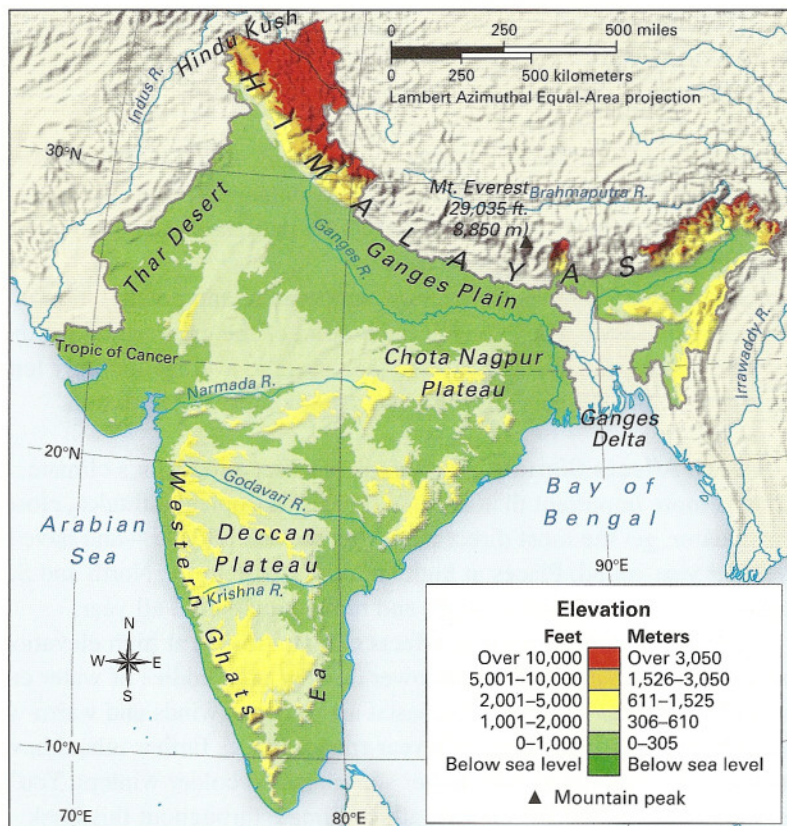 0 250 500 miles
0 250 500 kilometers
Lambert Azimuthal Equal-Area projection
Hindu Kush
Indus R.
HIMALAYAS
30°N
Mt. Everest
(29,035 ft.
8,850 m)
Brahmaputra R.
Thar Desert
Ganges R.
Ganges Plain
Tropic of Cancer
Chota Nagpur
Plateau
Irrawaddy R.
Narmada R.
Ganges
Delta
20°N
Godavari R.
Bay of
Bengal
Western Ghats
Arabian
Sea
Deccan
Plateau
90°E
Krishna R.
N
W E
S
Ea
10°N
70°E
80°E
Elevation
Feet Meters
Over 10,000 Over 3,050
5,001–10,000 1,526–3,050
2,001–5,000 611–1,525
1,001–2,000 306–610
0–1,000 0–305
Below sea level Below sea level
Mountain peak